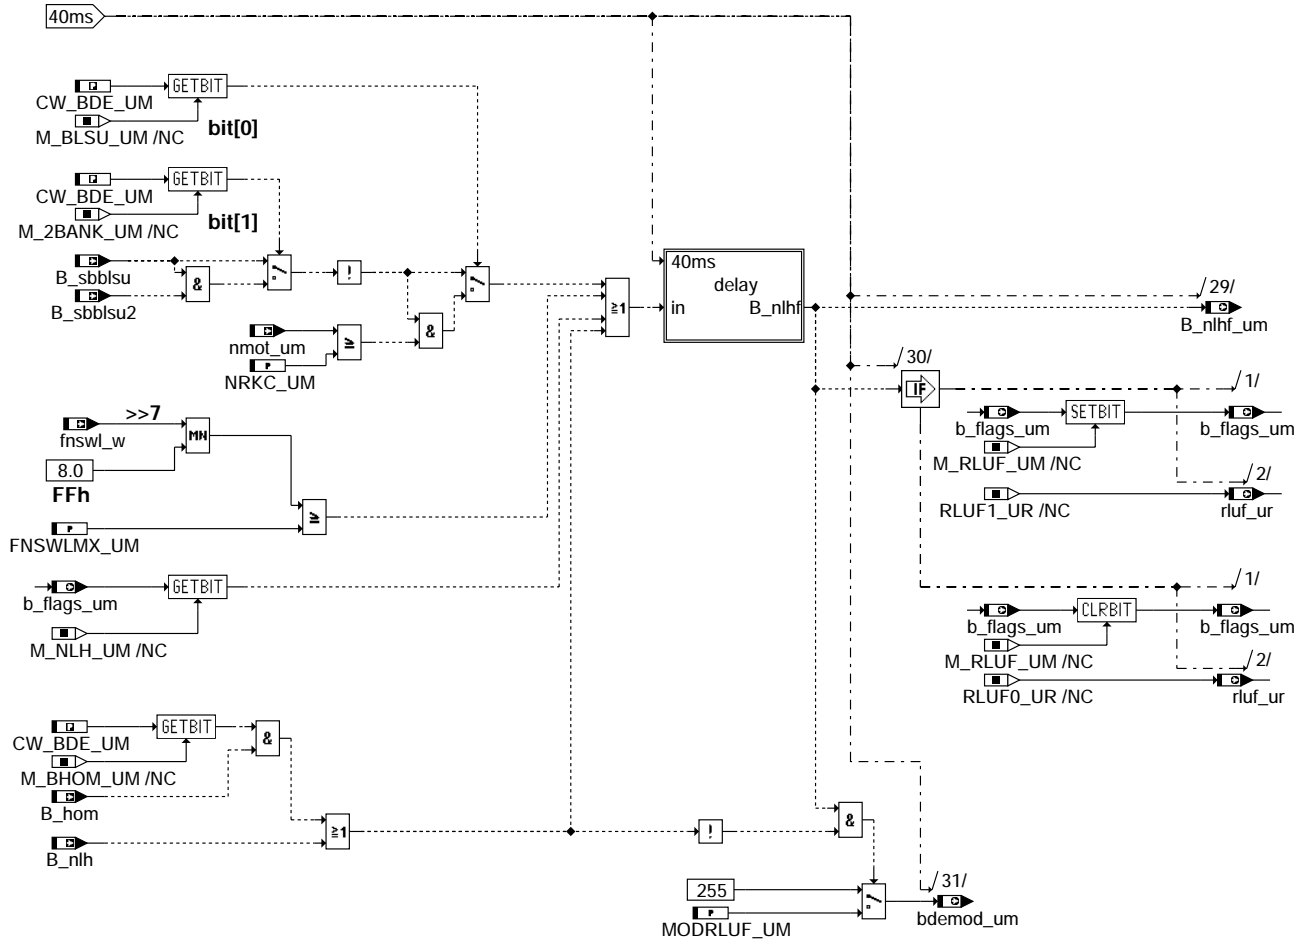 40ms
GETBIT
CW_BDE_UM
M_BLSU_UM /NC
bit[0]
GETBIT
CW_BDE_UM
M_2BANK_UM /NC
bit[1]
B_sbblsu
&
B_sbblsu2
!
nmot_um
NRKC_UM
&
≥1
40ms
delay
in
B_nlhf
/29/
B_nlhf_um
/30/
IF
/1/
SETBIT
b_flags_um
b_flags_um
M_RLUF_UM /NC
/2/
RLUF1_UR /NC
rluf_ur
>>7
fnswl_w
MN
8.0
FFh
FNSWLMX_UM
GETBIT
b_flags_um
M_NLH_UM /NC
/1/
CLRBIT
b_flags_um
b_flags_um
M_RLUF_UM /NC
/2/
RLUF0_UR /NC
rluf_ur
GETBIT
CW_BDE_UM
&
M_BHOM_UM /NC
B_hom
≥1
B_nlh
!
&
255
MODRLUF_UM
/31/
bdemod_um